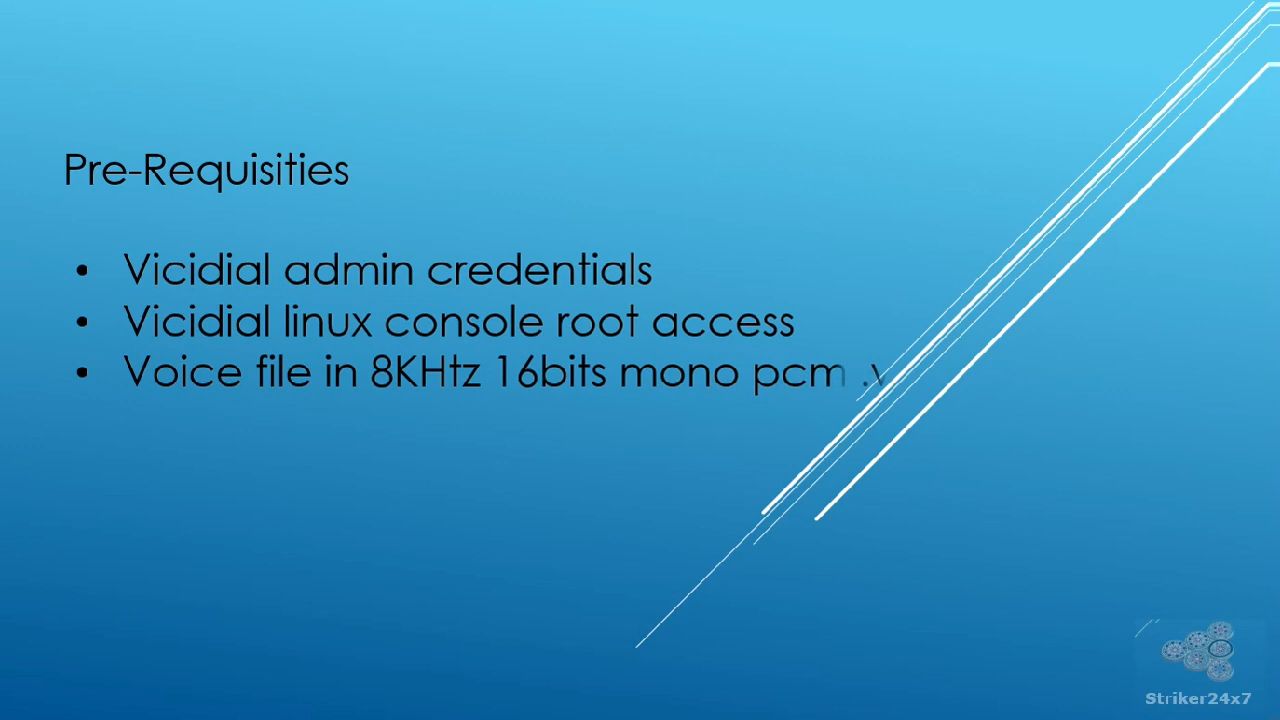 Pre-Requisities
• Vicidial admin credentials
• Vicidial linux console root access
• Voice file in 8KHtz 16bits mono pcm
Striker24x7